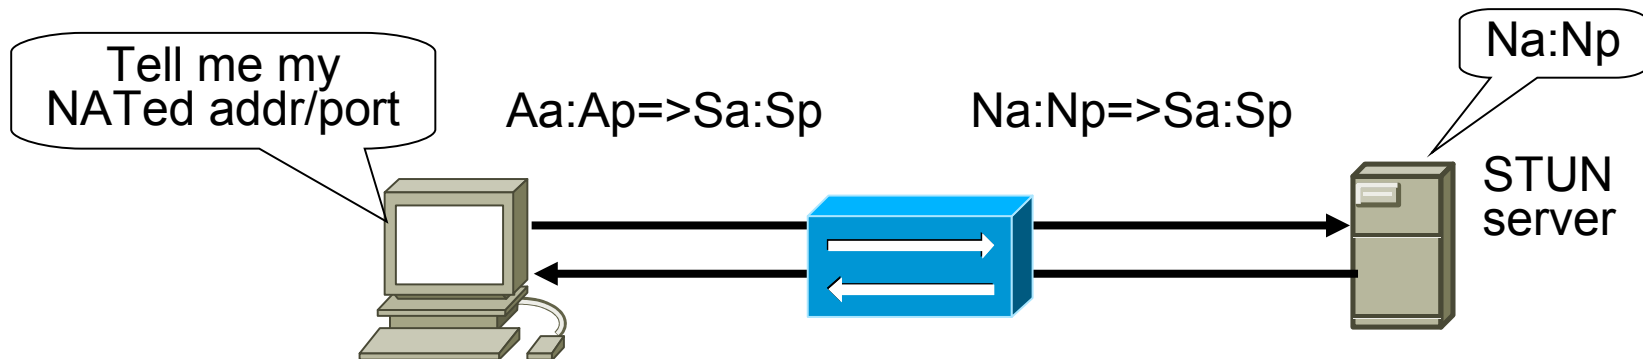 Tell me my
NATed addr/port
Aa:Ap=>Sa:Sp
Na:Np=>Sa:Sp
Na:Np
STUN
server